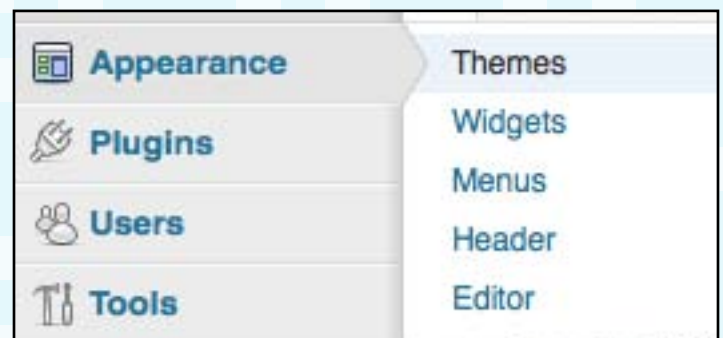 Appearance
Plugins
Users
Tools
Themes
Widgets
Menus
Header
Editor